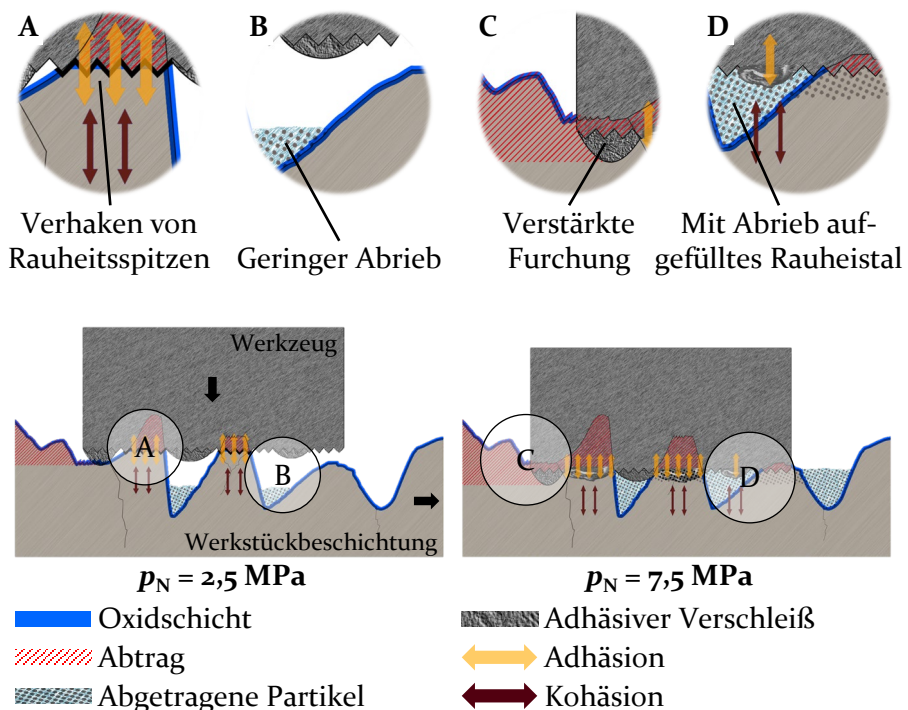 A
B
C
D
Verhaken von
Rauheitsspitzen
Geringer Abrieb
Verstärkte
Furchung
Mit Abrieb auf-
gefülltes Rauheistal
Werkzeug
A
B
Werkstückbeschichtung
C
D
pN = 2,5 MPa
pN = 7,5 MPa
Oxidschicht
Abtrag
Abgetragene Partikel
Adhäsiver Verschleiß
Adhäsion
Kohäsion